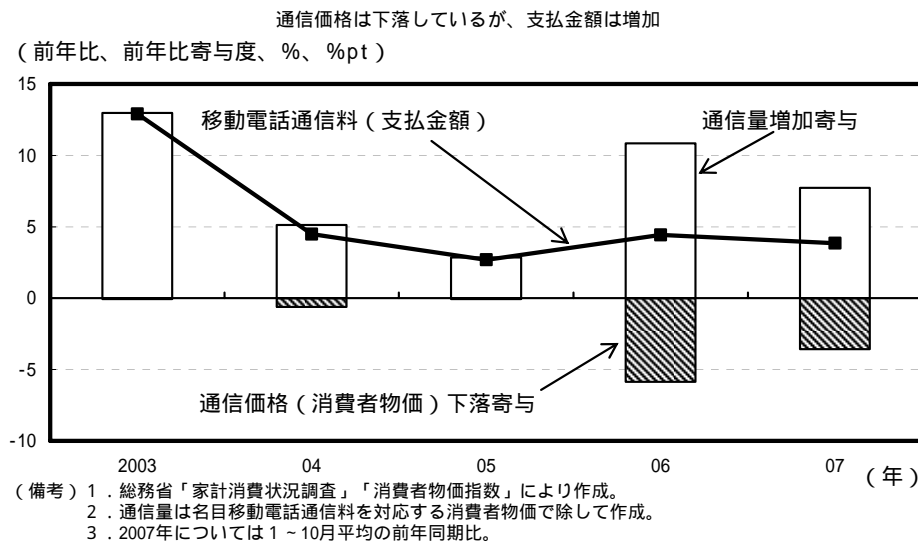 通信価格は下落しているが、支払金額は増加
(前年比、前年比寄与度、%、%pt)
15
10
5
0
-5
-10
移動電話通信料(支払金額)
通信量増加寄与
通信価格(消費者物価)下落寄与
2003 04 05 06 07 (年)
(備考)1.総務省「家計消費状況調査」「消費者物価指数」により作成。
2.通信量は名目移動電話通信料を対応する消費者物価で除して作成。
3.2007年については1~10月平均の前年同期比。